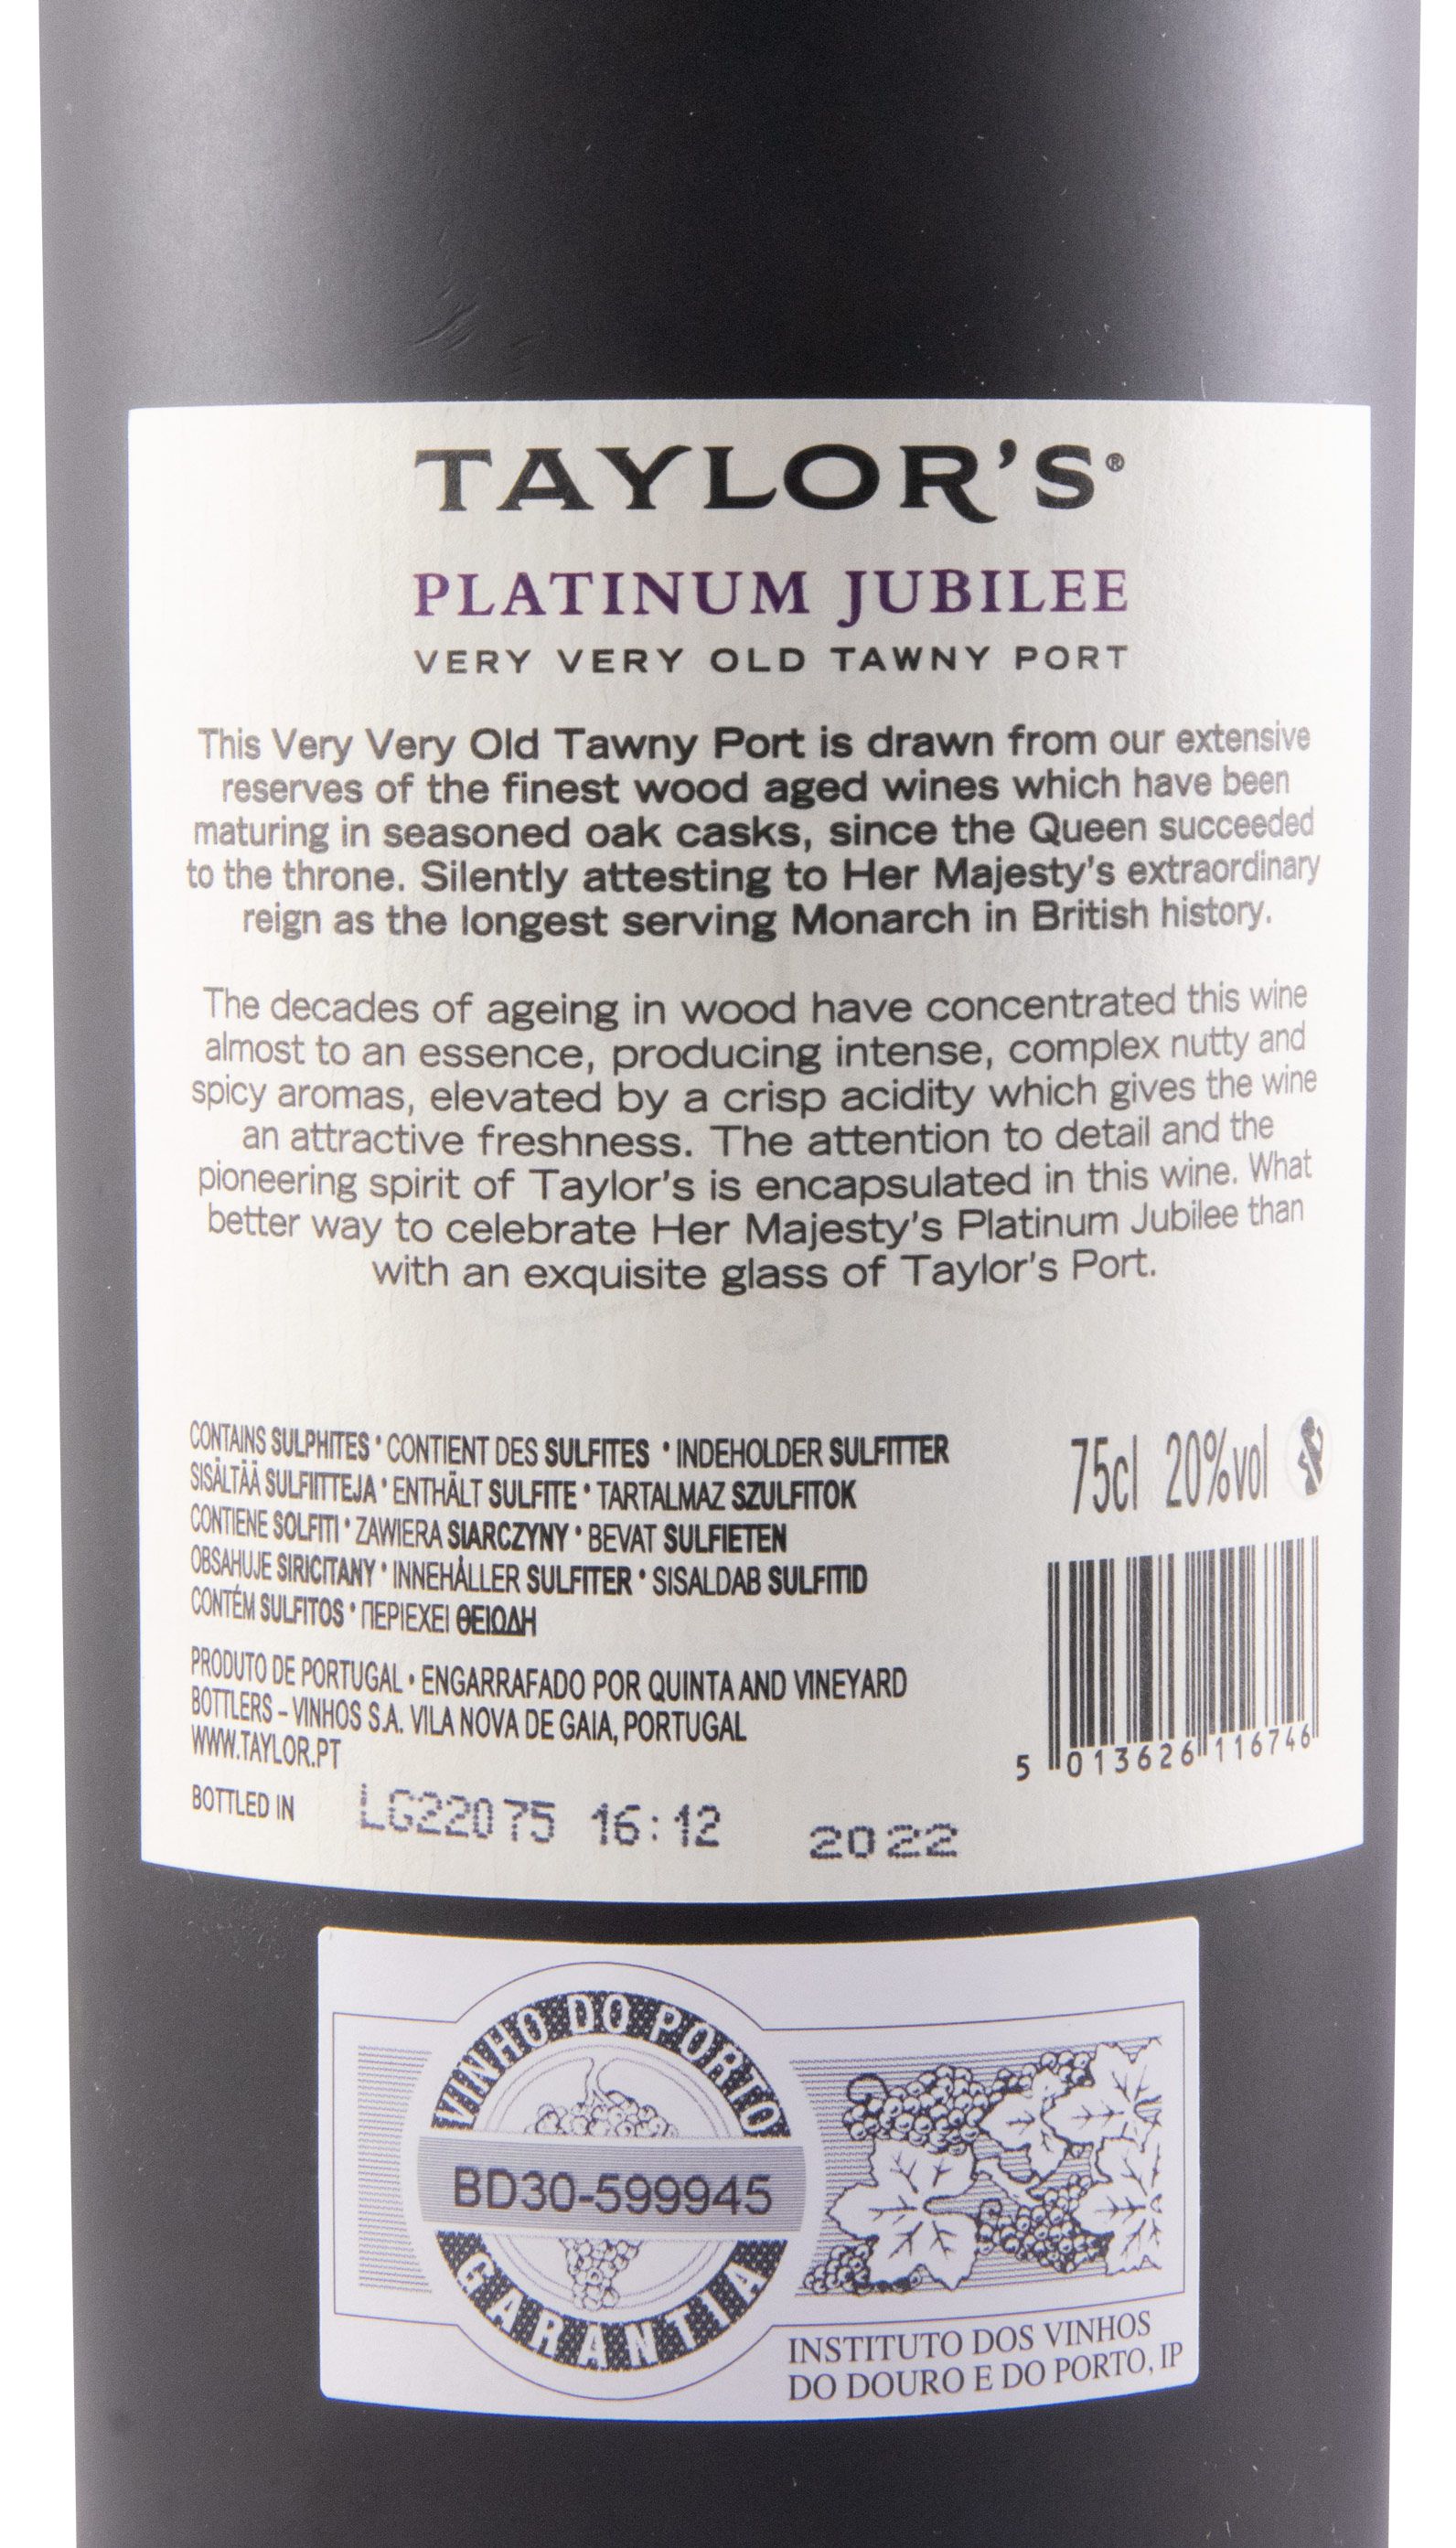 TAYLOR'S®
PLATINUM JUBILEE
VERY VERY OLD TAWNY PORT
This Very Very Old Tawny Port is drawn from our extensive
reserves of the finest wood aged wines which have been
maturing in seasoned oak casks, since the Queen succeeded
to the throne. Silently attesting to Her Majesty's extraordinary
reign as the longest serving Monarch in British history.
The decades of ageing in wood have concentrated this wine
almost to an essence, producing intense, complex nutty and
spicy aromas, elevated by a crisp acidity which gives the wine
an attractive freshness. The attention to detail and the
pioneering spirit of Taylor's is encapsulated in this wine. What
better way to celebrate Her Majesty's Platinum Jubilee than
with an exquisite glass of Taylor's Port.
CONTAINS SULPHITES • CONTIENT DES SULFITES • INDEHOLDER SULFITTER
SISÄLTÄÄ SULFIITTEJA • ENTHÄLT SULFITE • TARTALMAZ SZULFITOK
CONTIENE SOLFITI • ZAWIERA SIARCZYNY • BEVAT SULFIETEN
OBSAHUJE SIRICITANY • INNEHÅLLER SULFITER • SISALDAB SULFITID
CONTÉM SULFITOS • ΠΕΡΙΕΧΕΙ ΘΕΙΩΔΗ
75cl 20%vol
PRODUTO DE PORTUGAL • ENGARRAFADO POR QUINTA AND VINEYARD
BOTTLERS – VINHOS S.A. VILA NOVA DE GAIA, PORTUGAL
WWW.TAYLOR.PT
5 013626 116746
BOTTLED IN LG22075 16:12 2022
VINHO DO PORTO
BD30-599945
GARANTIA
INSTITUTO DOS VINHOS
DO DOURO E DO PORTO, IP